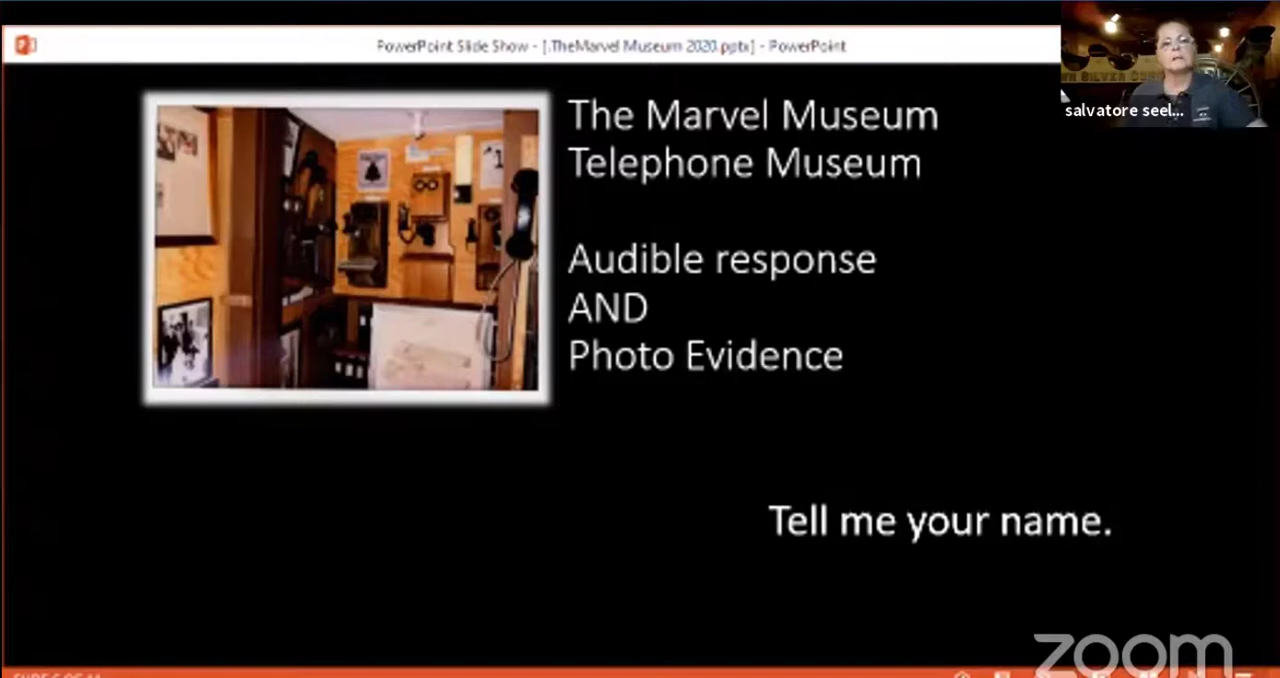 PowerPoint Slide Show - [.TheMarvel Museum 2020.pptx] - PowerPoint
salvatore seel...
The Marvel Museum
Telephone Museum
Audible response
AND
Photo Evidence
Tell me your name.
zoom